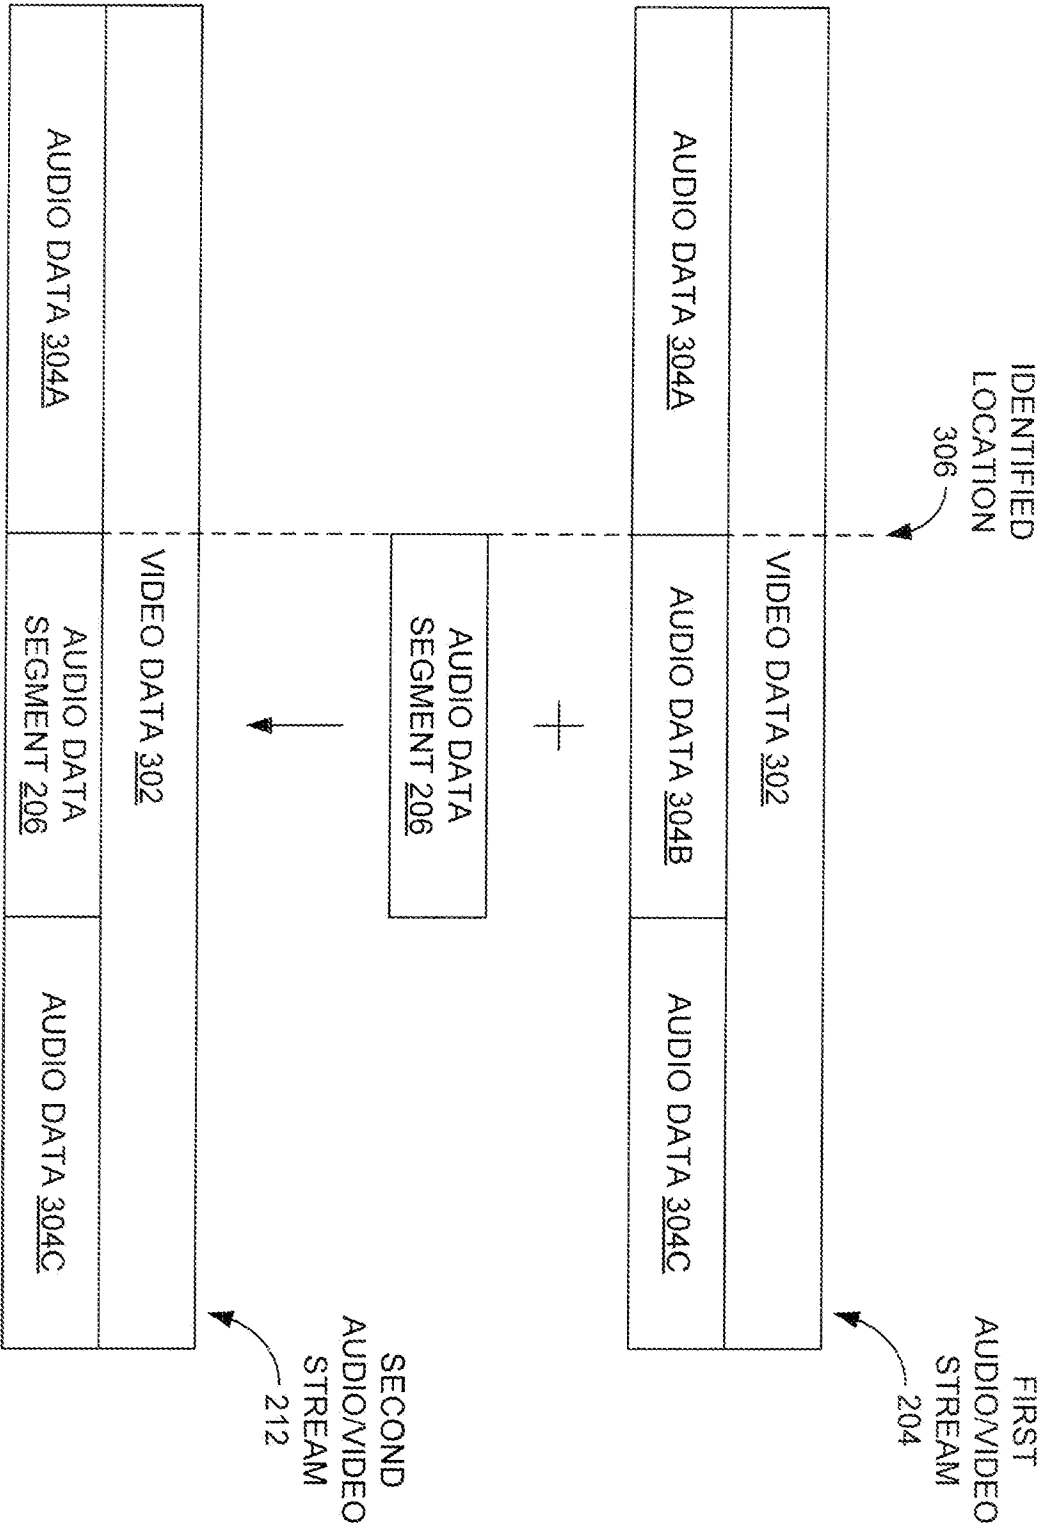 IDENTIFIED
LOCATION
306
FIRST
AUDIO/VIDEO
STREAM
204
VIDEO DATA 302
AUDIO DATA 304A
AUDIO DATA 304B
AUDIO DATA 304C
+
AUDIO DATA
SEGMENT 206
SECOND
AUDIO/VIDEO
STREAM
212
VIDEO DATA 302
AUDIO DATA 304A
AUDIO DATA
SEGMENT 206
AUDIO DATA 304C